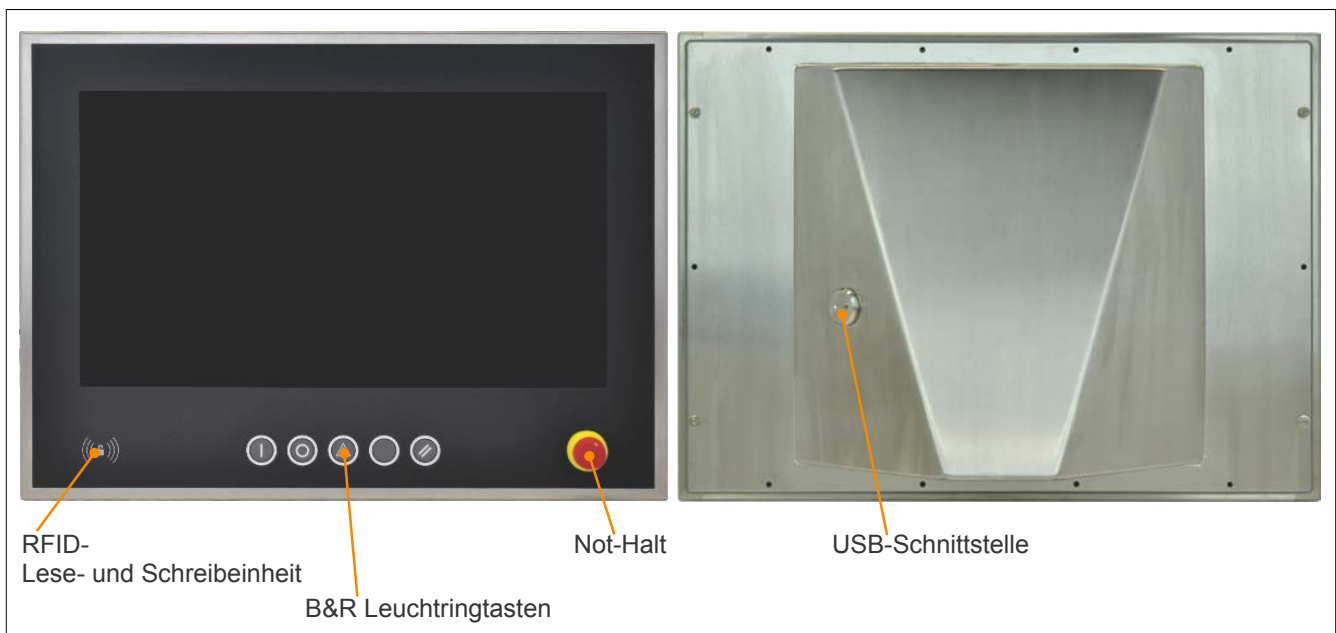 RFID-
Lese- und Schreibeinheit
B&R Leuchtringtasten
Not-Halt
USB-Schnittstelle